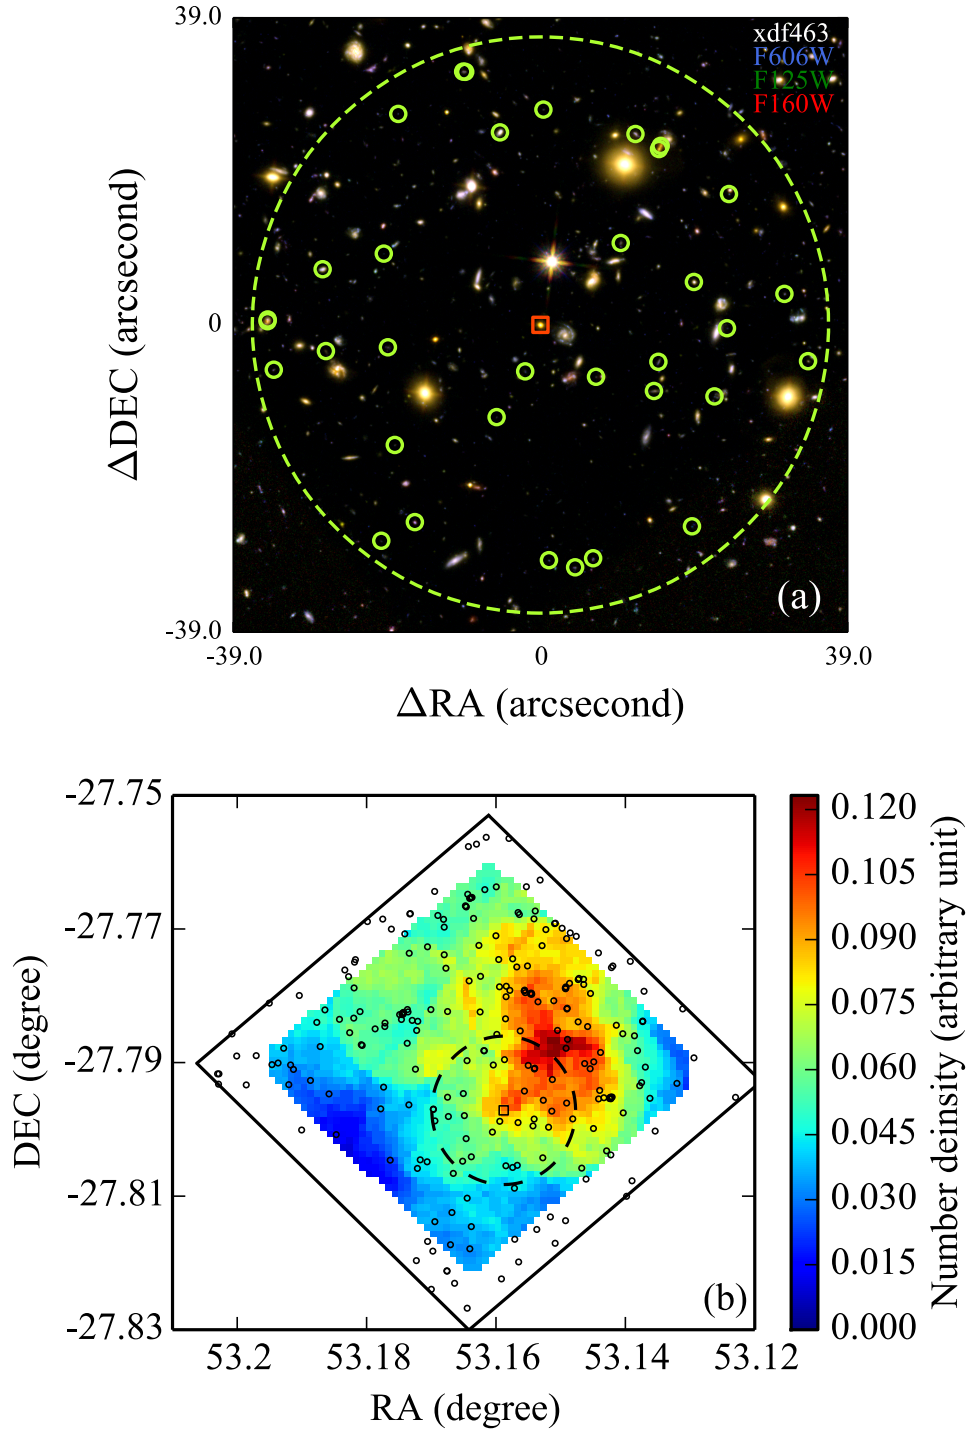 39.0
xdf463
F606W
F125W
F160W
ΔDEC (arcsecond)
0
(a)
-39.0
-39.0 0 39.0
ΔRA (arcsecond)
-27.75
-27.77
-27.79
-27.81
-27.83
DEC (degree)
(b)
53.2 53.18 53.16 53.14 53.12
RA (degree)
0.120
0.105
0.090
0.075
0.060
0.045
0.030
0.015
0.000
Number deinsity (arbitrary unit)